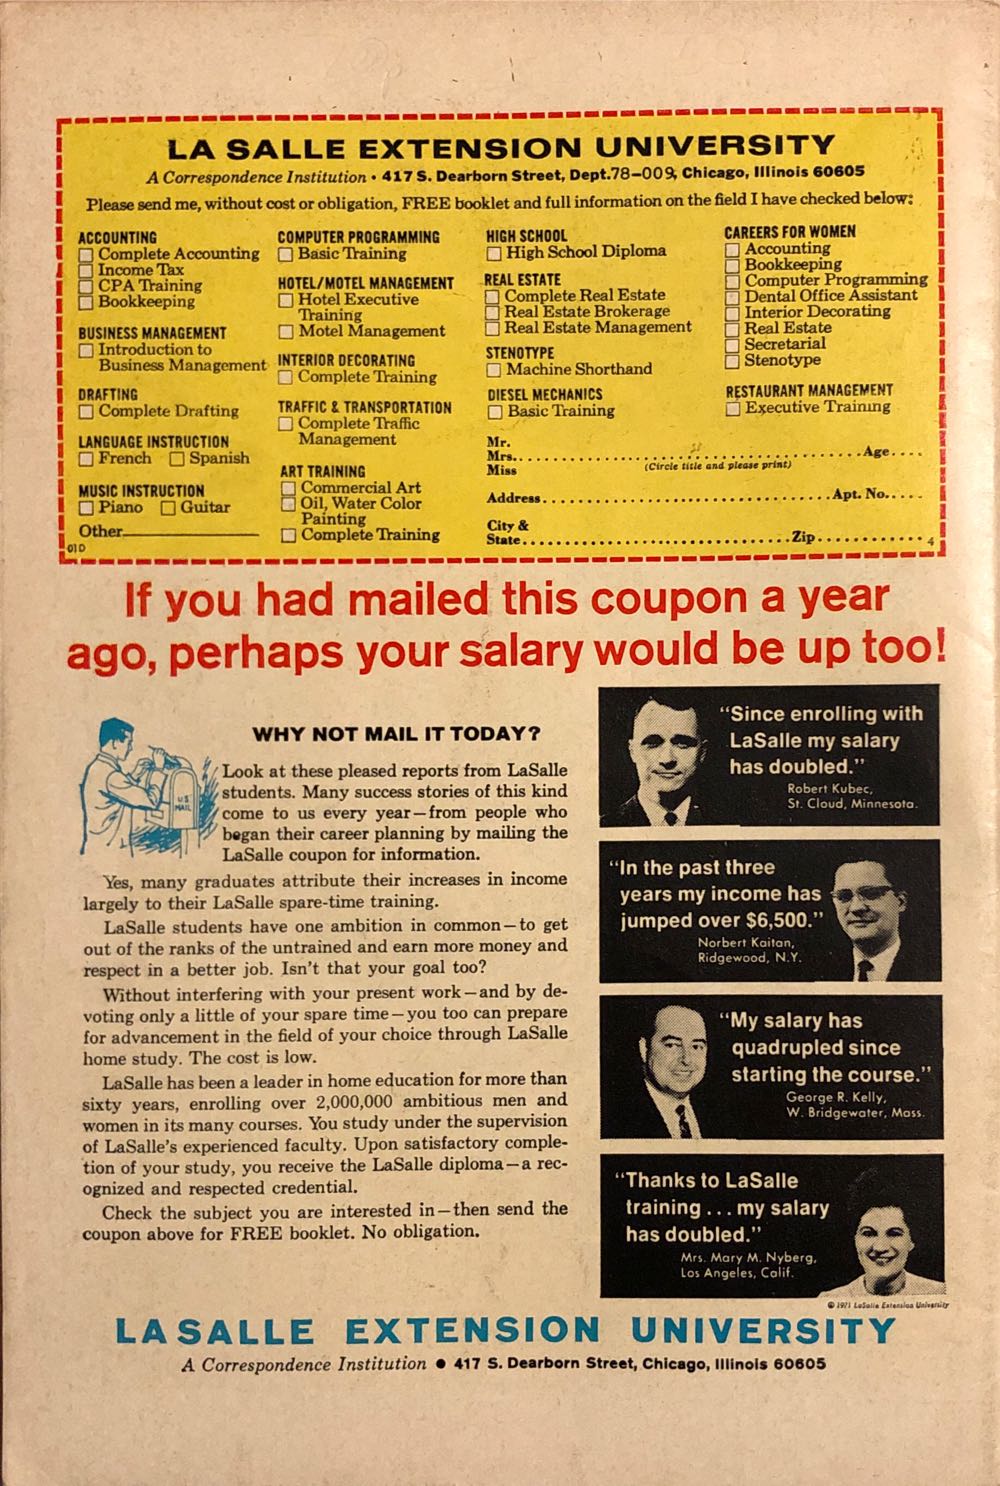 LA SALLE EXTENSION UNIVERSITY
A Correspondence Institution • 417 S. Dearborn Street, Dept. 78-009, Chicago, Illinois 60605
Please send me, without cost or obligation, FREE booklet and full information on the field I have checked below:
ACCOUNTING
Complete Accounting
Income Tax
CPA Training
Bookkeeping
BUSINESS MANAGEMENT
Introduction to
Business Management
DRAFTING
Complete Drafting
LANGUAGE INSTRUCTION
French Spanish
MUSIC INSTRUCTION
Piano Guitar
Other
01D
COMPUTER PROGRAMMING
Basic Training
HOTEL/MOTEL MANAGEMENT
Hotel Executive
Training
Motel Management
INTERIOR DECORATING
Complete Training
TRAFFIC & TRANSPORTATION
Complete Traffic
Management
ART TRAINING
Commercial Art
Oil, Water Color
Painting
Complete Training
HIGH SCHOOL
High School Diploma
REAL ESTATE
Complete Real Estate
Real Estate Brokerage
Real Estate Management
STENOTYPE
Machine Shorthand
DIESEL MECHANICS
Basic Training
CAREERS FOR WOMEN
Accounting
Bookkeeping
Computer Programming
Dental Office Assistant
Interior Decorating
Real Estate
Secretarial
Stenotype
RESTAURANT MANAGEMENT
Executive Training
Mr.
Mrs. Age
Miss (Circle title and please print)
Address Apt. No.
City &
State Zip 4
If you had mailed this coupon a year
ago, perhaps your salary would be up too!
WHY NOT MAIL IT TODAY?
U.S.
MAIL
Look at these pleased reports from LaSalle
students. Many success stories of this kind
come to us every year—from people who
began their career planning by mailing the
LaSalle coupon for information.
Yes, many graduates attribute their increases in income
largely to their LaSalle spare-time training.
LaSalle students have one ambition in common—to get
out of the ranks of the untrained and earn more money and
respect in a better job. Isn't that your goal too?
Without interfering with your present work—and by de-
voting only a little of your spare time—you too can prepare
for advancement in the field of your choice through LaSalle
home study. The cost is low.
LaSalle has been a leader in home education for more than
sixty years, enrolling over 2,000,000 ambitious men and
women in its many courses. You study under the supervision
of LaSalle's experienced faculty. Upon satisfactory comple-
tion of your study, you receive the LaSalle diploma—a rec-
ognized and respected credential.
Check the subject you are interested in—then send the
coupon above for FREE booklet. No obligation.
"Since enrolling with
LaSalle my salary
has doubled."
Robert Kubec,
St. Cloud, Minnesota.
"In the past three
years my income has
jumped over $6,500."
Norbert Kaitan,
Ridgewood, N.Y.
"My salary has
quadrupled since
starting the course."
George R. Kelly,
W. Bridgewater, Mass.
"Thanks to LaSalle
training . . . my salary
has doubled."
Mrs. Mary M. Nyberg,
Los Angeles, Calif.
© 1971 LaSalle Extension University
LA SALLE EXTENSION UNIVERSITY
A Correspondence Institution • 417 S. Dearborn Street, Chicago, Illinois 60605